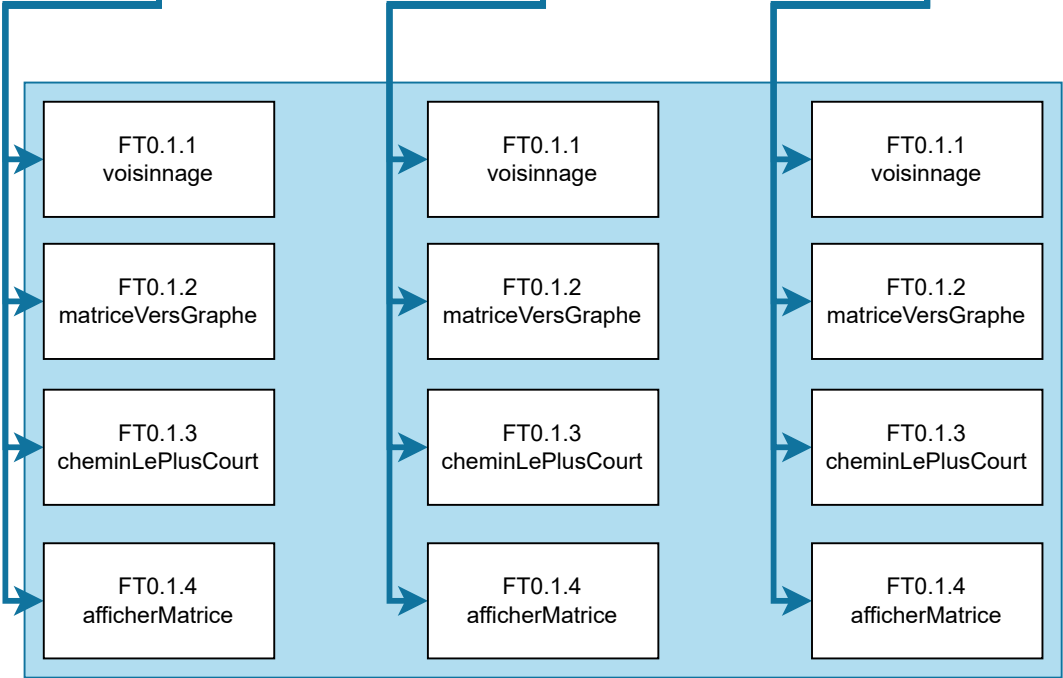 FT0.1.1
voisinnage
FT0.1.1
voisinnage
FT0.1.1
voisinnage
FT0.1.2
matriceVersGraphe
FT0.1.2
matriceVersGraphe
FT0.1.2
matriceVersGraphe
FT0.1.3
cheminLePlusCourt
FT0.1.3
cheminLePlusCourt
FT0.1.3
cheminLePlusCourt
FT0.1.4
afficherMatrice
FT0.1.4
afficherMatrice
FT0.1.4
afficherMatrice